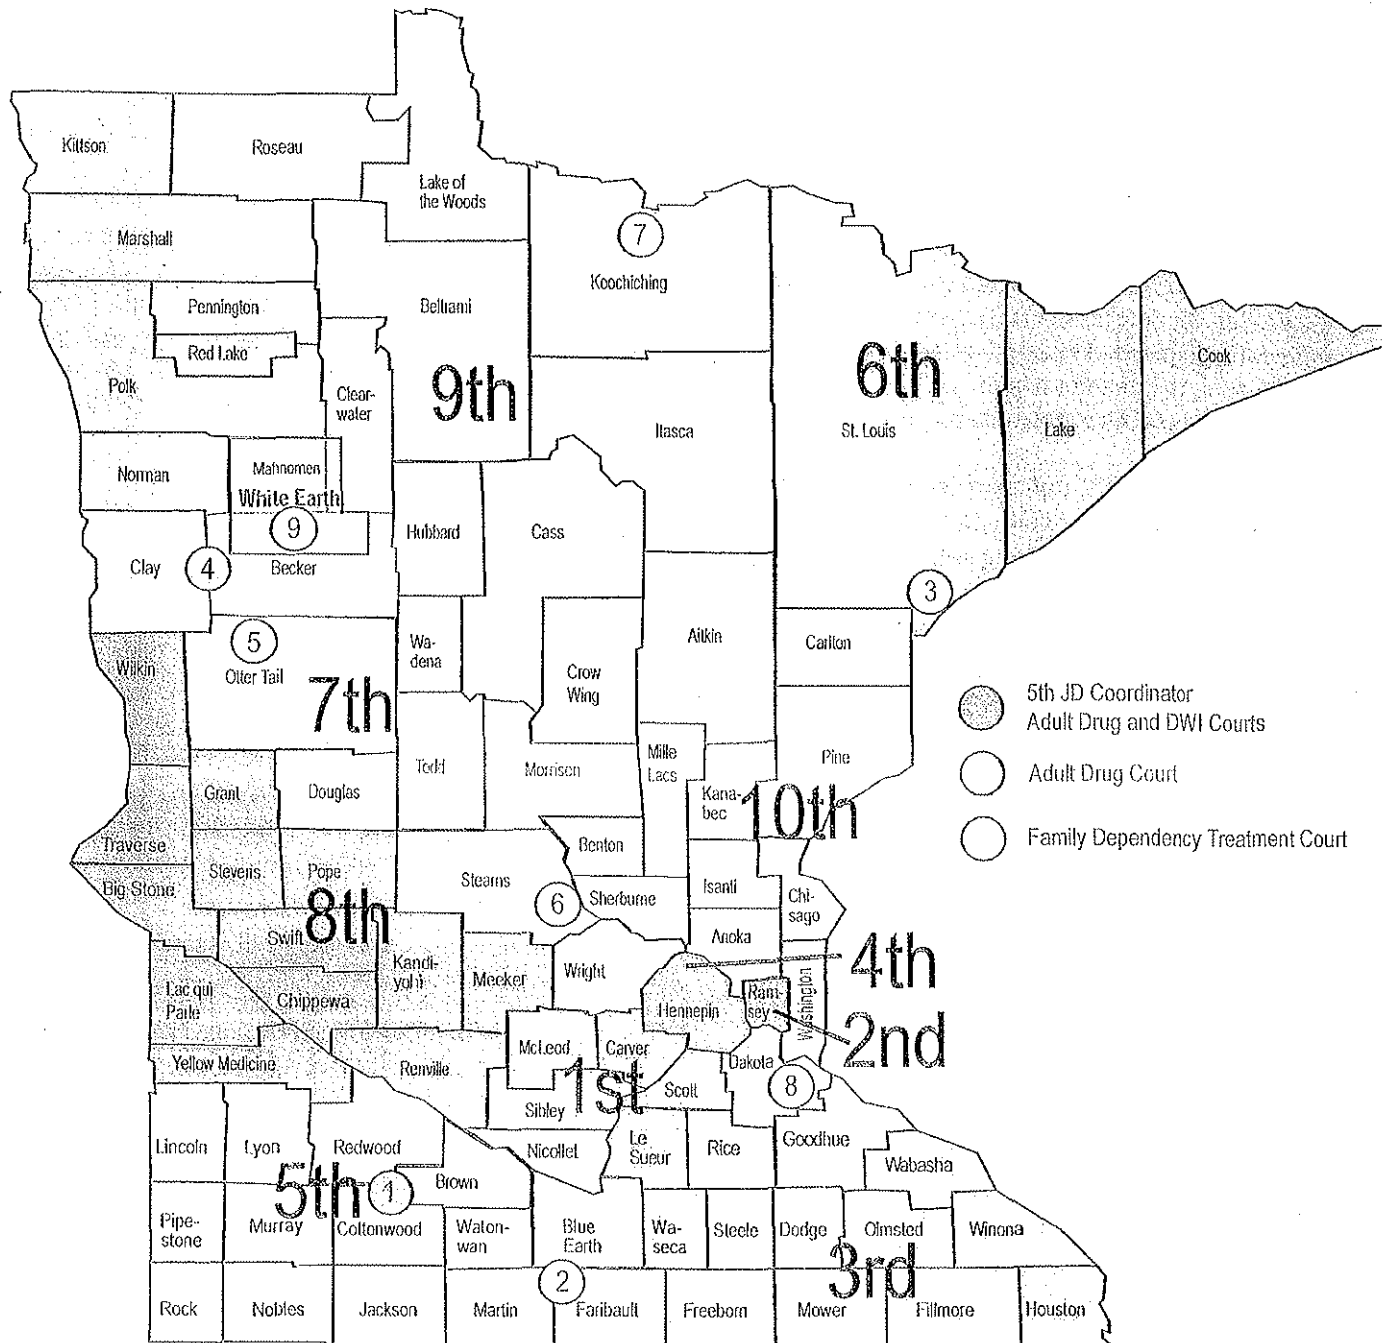 Kittson
Roseau
Lake of
the Woods
Marshall
7
Koochiching
Pennington
Beltrami
Red Lake
Polk
Clear-
water
9th
6th
Cook
Itasca
St. Louis
Lake
Norman
Mahnomen
White Earth
9
Hubbard
Cass
Clay
4
Becker
3
5
Otter Tail
Wa-
dena
Aitkin
Carlton
Wilkin
7th
Crow
Wing
5th JD Coordinator
Adult Drug and DWI Courts
Todd
Morrison
Mille
Lacs
Pine
Adult Drug Court
Grant
Douglas
Kana-
bec
10th
Family Dependency Treatment Court
Traverse
Stevens
Pope
Benton
Big Stone
Stearns
6
Sherburne
Isanti
Chi-
sago
8th
Swift
Anoka
4th
Kandi-
yohi
Meeker
Wright
Lac qui
Parle
Chippewa
Hennepin
Ram-
sey
Washington
2nd
Yellow Medicine
Renville
McLeod
Carver
Dakota
1st
Scott
8
Sibley
Lincoln
Lyon
Redwood
Nicollet
Le
Sueur
Rice
Goodhue
Wabasha
5th
1
Brown
Pipe-
stone
Murray
Cottonwood
Waton-
wan
Blue
Earth
Wa-
seca
Steele
Dodge
Olmsted
Winona
3rd
2
Rock
Nobles
Jackson
Martin
Faribault
Freeborn
Mower
Fillmore
Houston